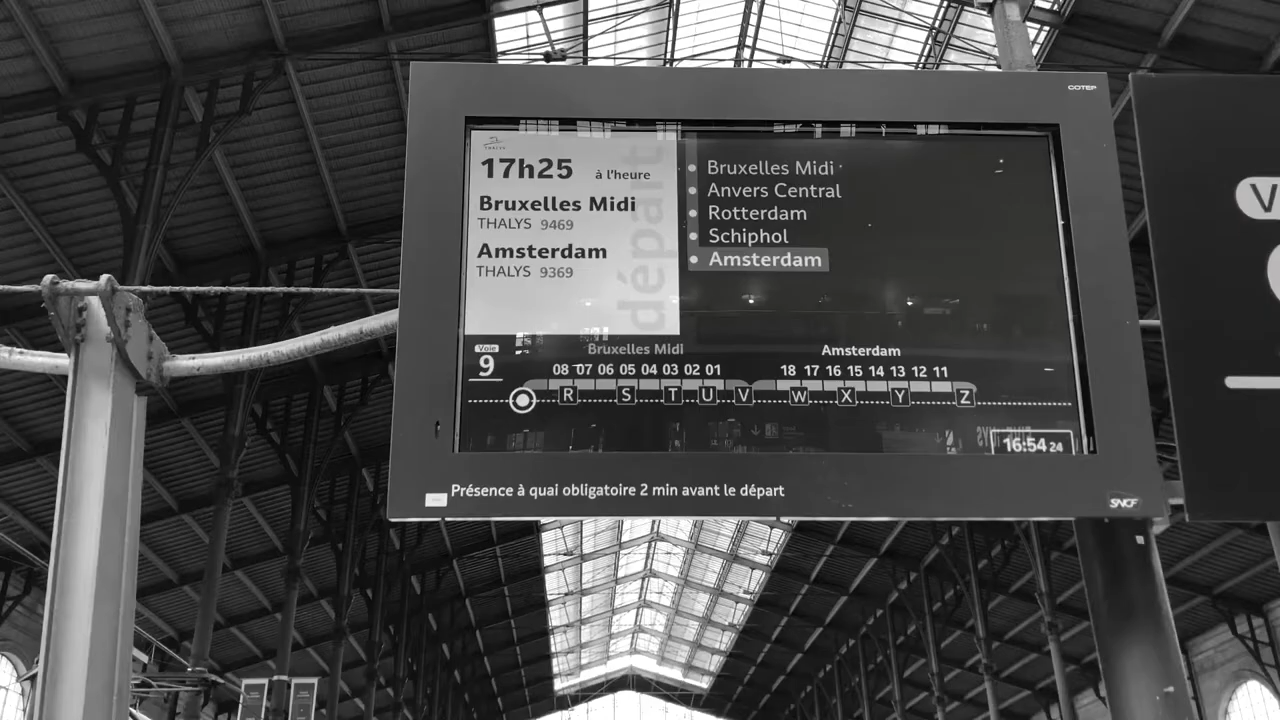 COTEP
THALYS
17h25 à l'heure
Bruxelles Midi
THALYS 9469
Amsterdam
THALYS 9369
départ
Bruxelles Midi
Anvers Central
Rotterdam
Schiphol
Amsterdam
Voie
9
Bruxelles Midi
Amsterdam
08 07 06 05 04 03 02 01
18 17 16 15 14 13 12 11
R S T U V W X Y Z
16:54 24
Présence à quai obligatoire 2 min avant le départ
SNCF
V